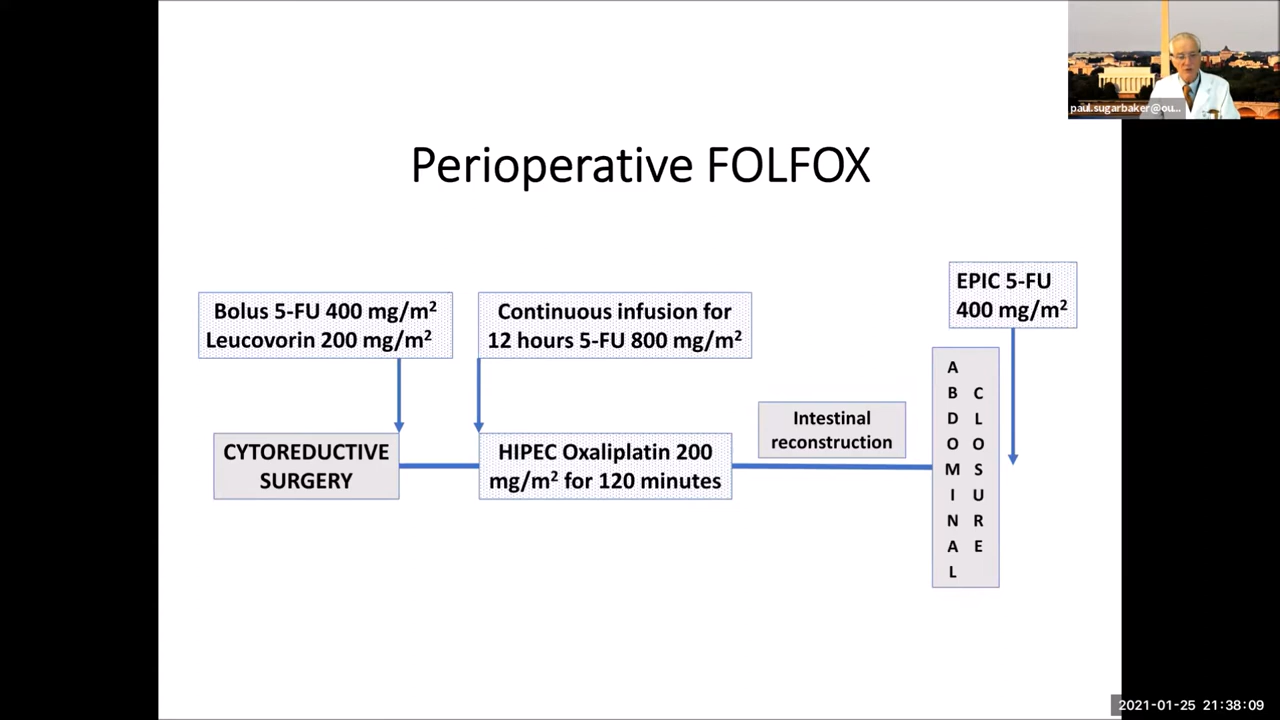 paul.sugarbaker@ou...
Perioperative FOLFOX
Bolus 5-FU 400 mg/m²
Leucovorin 200 mg/m²
Continuous infusion for
12 hours 5-FU 800 mg/m²
EPIC 5-FU
400 mg/m²
CYTOREDUCTIVE
SURGERY
HIPEC Oxaliplatin 200
mg/m² for 120 minutes
Intestinal
reconstruction
ABDOMINAL
CLOSURE
2021-01-25 21:38:09